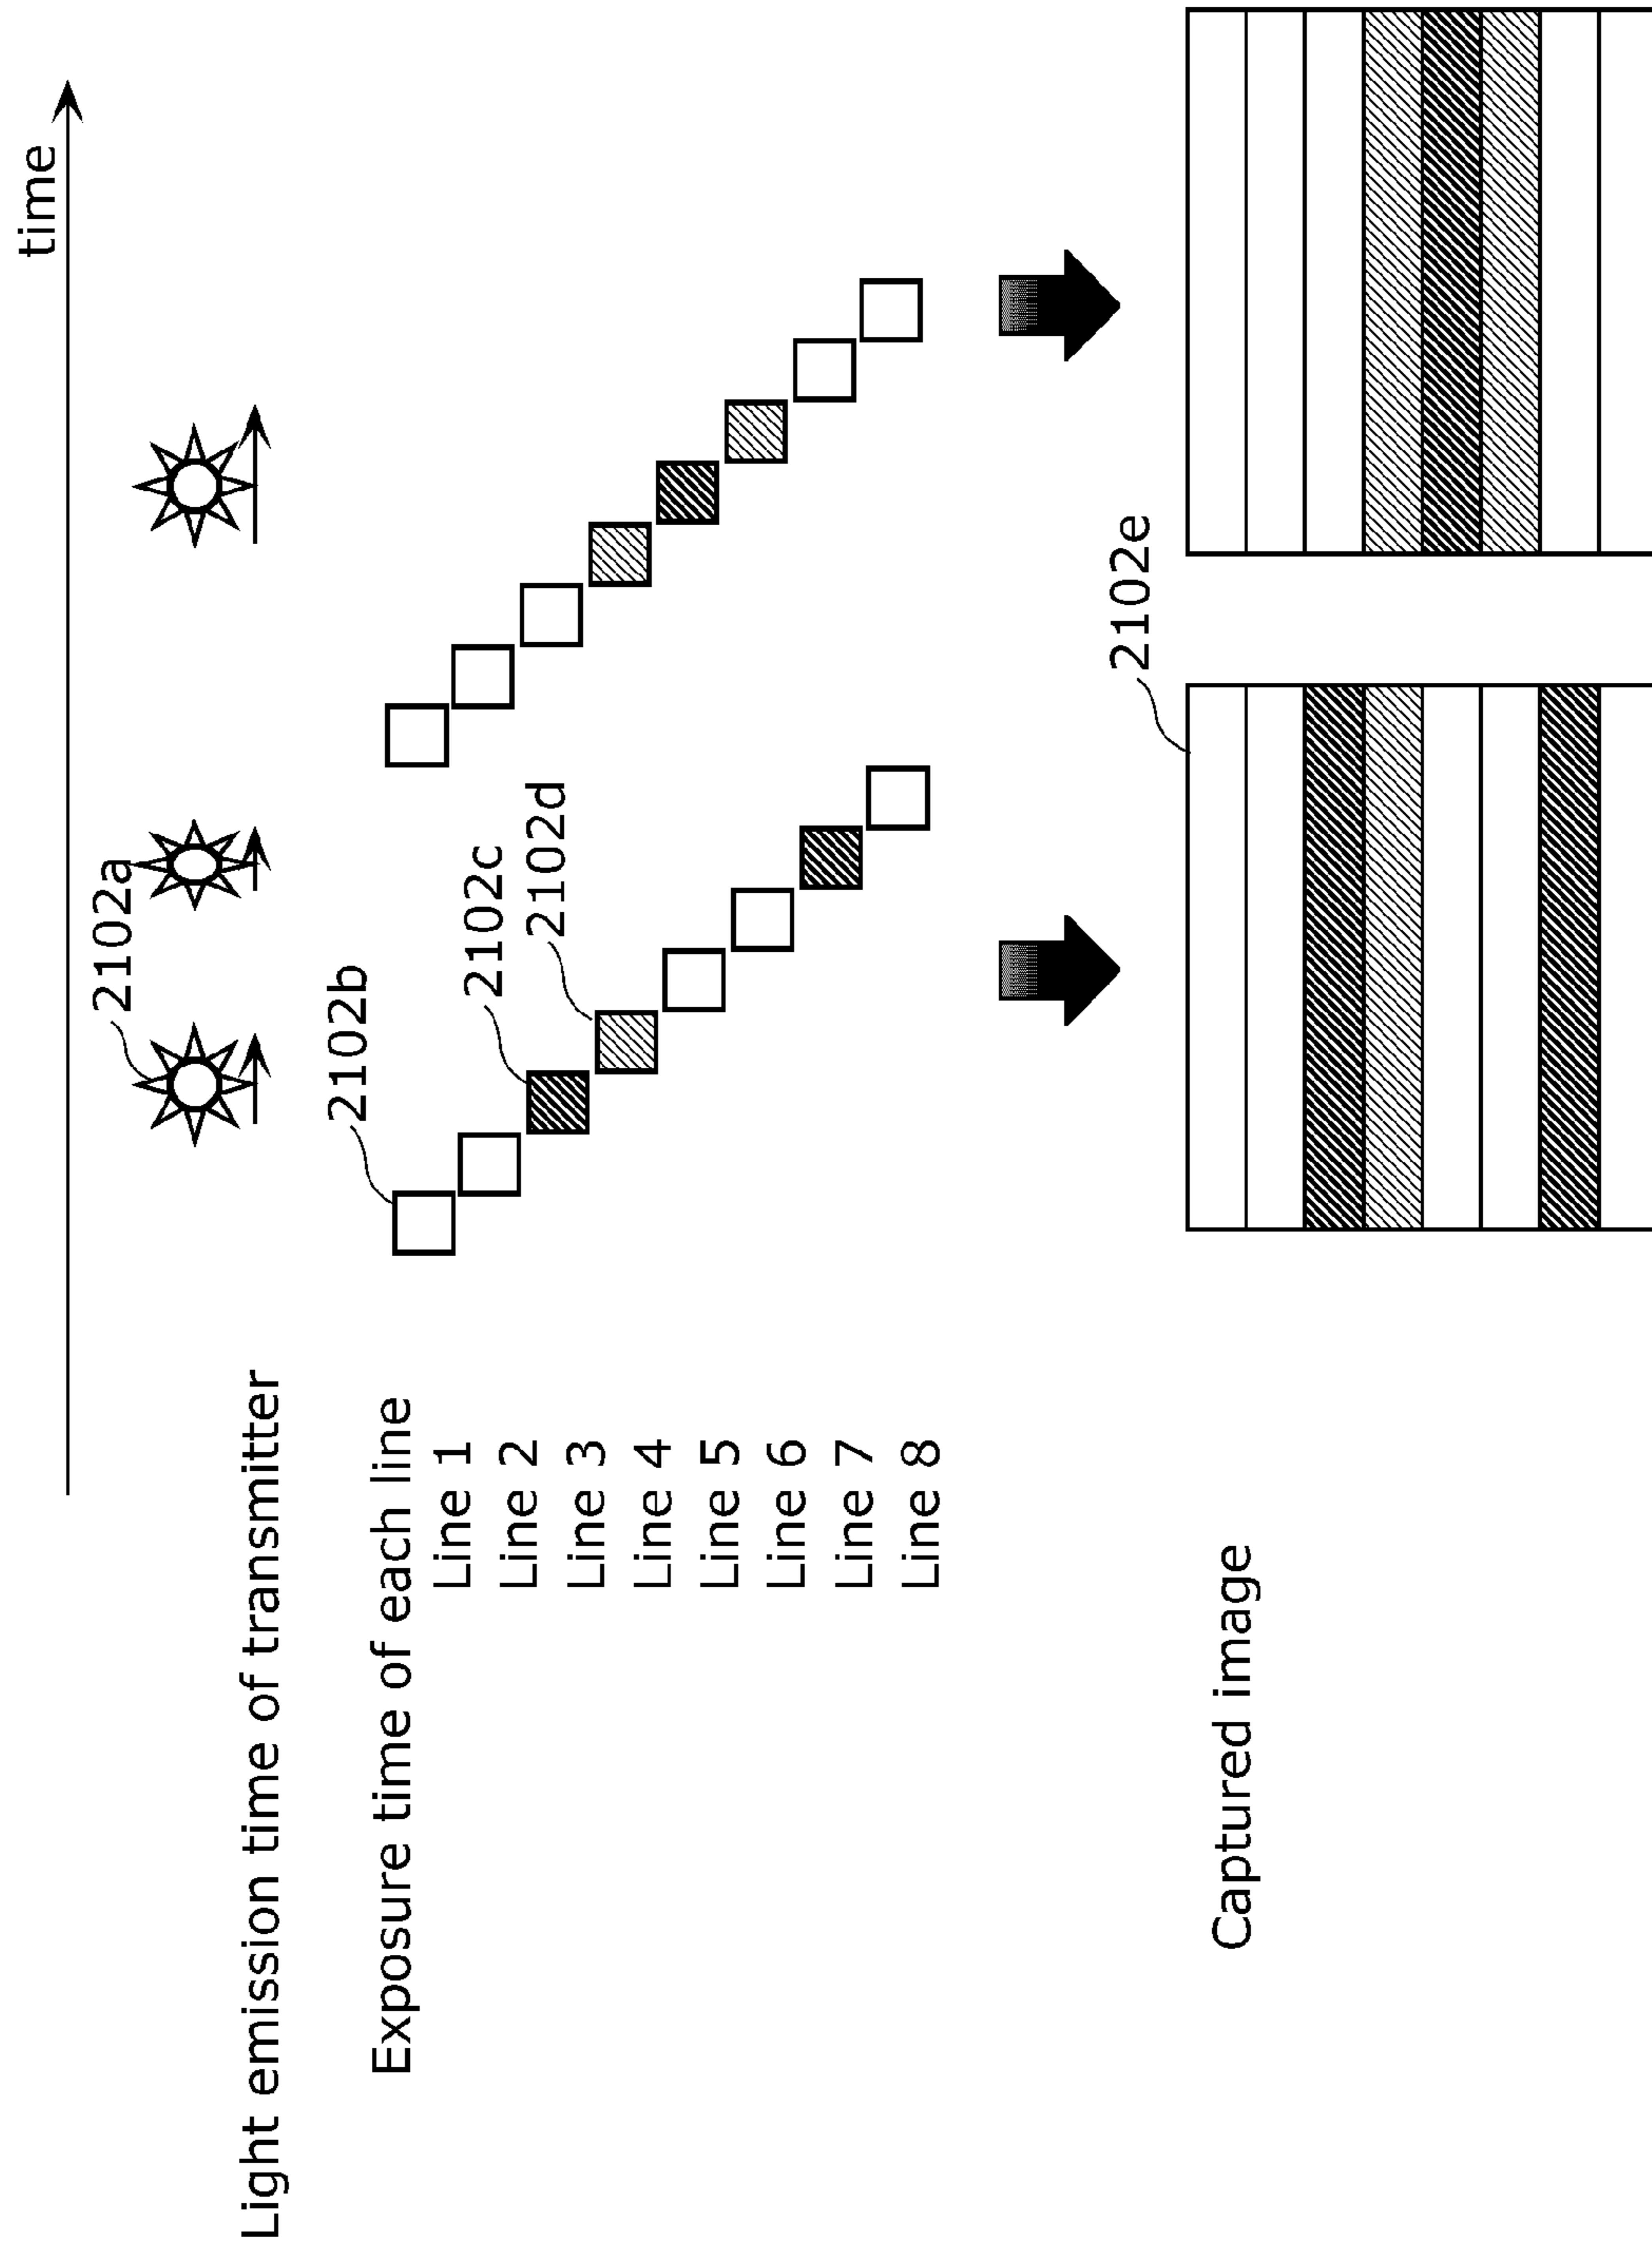 time
2102a
Light emission time of transmitter
2102b
Exposure time of each line
Line 1
2102c
Line 2
2102d
Line 3
Line 4
Line 5
Line 6
Line 7
Line 8
2102e
Captured image